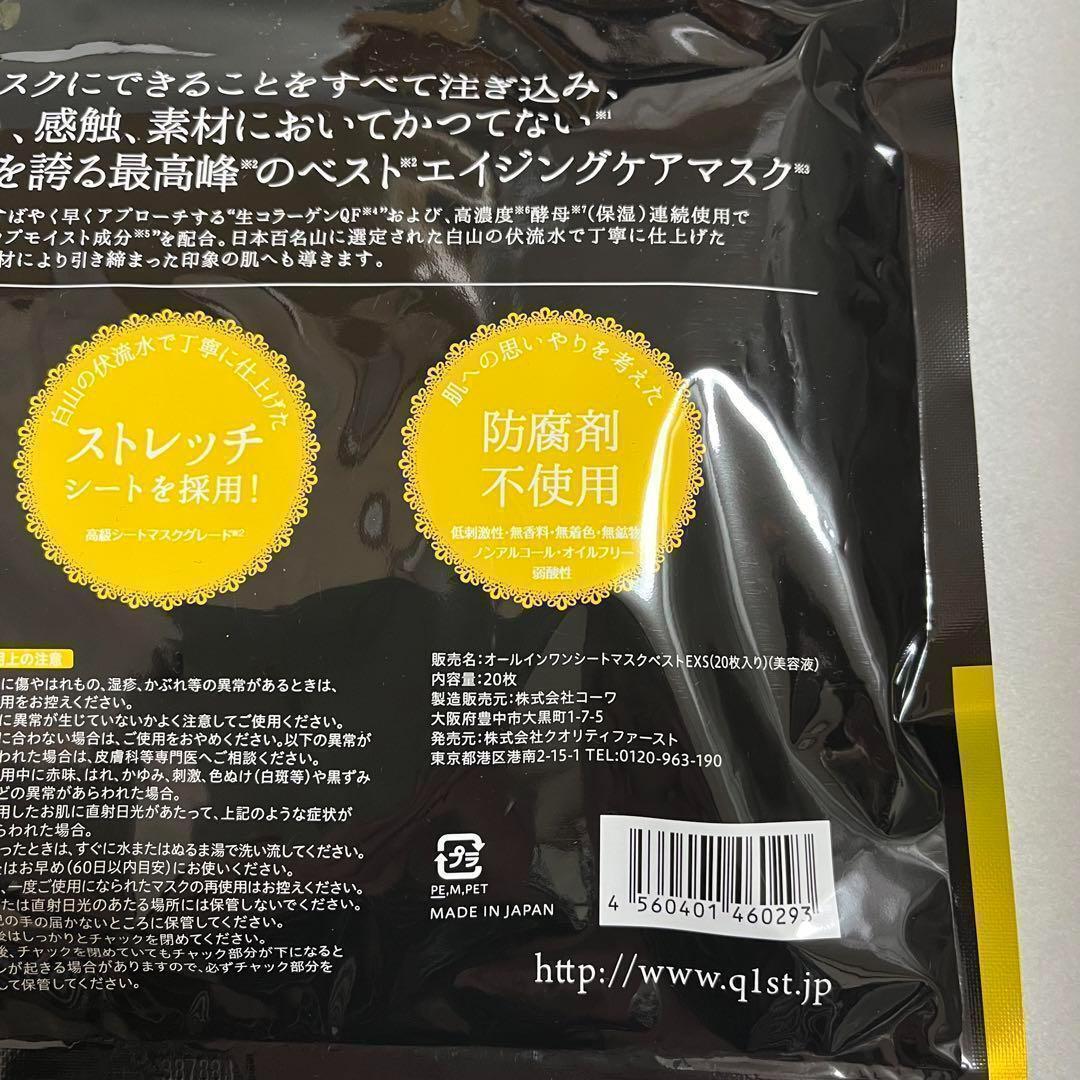 スクにできることをすべて注ぎ込み、
、感触、素材においてかつてない※1
を誇る最高峰※2のベスト※2エイジングケアマスク※3
すばやく早くアプローチする“生コラーゲンQF※4”および、高濃度※6酵母※7(保湿)連続使用で
プモイスト成分※5”を配合。日本百名山に選定された白山の伏流水で丁寧に仕上げた
材により引き締まった印象の肌へも導きます。
白山の伏流水で丁寧に仕上げた
ストレッチ
シートを採用!
高級シートマスクグレード※2
肌への思いやりを考えた
防腐剤
不使用
低刺激性・無香料・無着色・無鉱物
ノンアルコール・オイルフリー
弱酸性
用上の注意
に傷やはれもの、湿疹、かぶれ等の異常があるときは、
用をお控えください。
に異常が生じていないかよく注意してご使用ください。
に合わない場合は、ご使用をおやめください。以下の異常が
われた場合は、皮膚科等専門医へご相談ください。
用中に赤味、はれ、かゆみ、刺激、色ぬけ(白斑等)や黒ずみ
どの異常があらわれた場合。
用したお肌に直射日光があたって、上記のような症状が
らわれた場合。
ったときは、すぐに水またはぬるま湯で洗い流してください。
はお早め(60日以内目安)にお使いください。
、一度ご使用になられたマスクの再使用はお控えください。
または直射日光のあたる場所には保管しないでください。
の手の届かないところに保管してください。
後はしっかりとチャックを閉めてください。
後、チャックを閉めていてもチャック部分が下になると
しが起きる場合がありますので、必ずチャック部分を
して保管してください。
販売名:オールインワンシートマスクベストEXS(20枚入り)(美容液)
内容量:20枚
製造販売元:株式会社コーワ
大阪府豊中市大黒町1-7-5
発売元:株式会社クオリティファースト
東京都港区港南2-15-1 TEL:0120-963-190
プラ
PE,M,PET
MADE IN JAPAN
4 560401 460293
http://www.q1st.jp